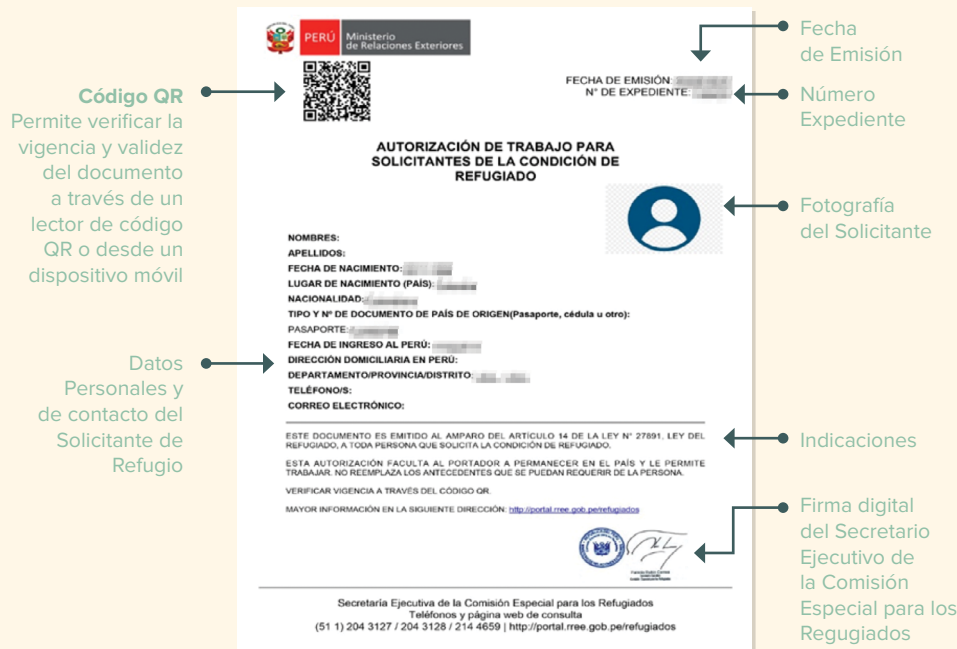 PERÚ
Ministerio
de Relaciones Exteriores
Fecha
de Emisión
FECHA DE EMISIÓN:
N° DE EXPEDIENTE:
Número
Expediente
Código QR
Permite verificar la
vigencia y validez
del documento
a través de un
lector de código
QR o desde un
dispositivo móvil
AUTORIZACIÓN DE TRABAJO PARA
SOLICITANTES DE LA CONDICIÓN DE
REFUGIADO
Fotografía
del Solicitante
NOMBRES:
APELLIDOS:
FECHA DE NACIMIENTO:
LUGAR DE NACIMIENTO (PAÍS):
NACIONALIDAD:
TIPO Y Nº DE DOCUMENTO DE PAÍS DE ORIGEN(Pasaporte, cédula u otro):
PASAPORTE:
FECHA DE INGRESO AL PERÚ:
DIRECCIÓN DOMICILIARIA EN PERÚ:
DEPARTAMENTO/PROVINCIA/DISTRITO:
TELÉFONO/S:
CORREO ELECTRÓNICO:
Datos
Personales y
de contacto del
Solicitante de
Refugio
ESTE DOCUMENTO ES EMITIDO AL AMPARO DEL ARTÍCULO 14 DE LA LEY N° 27891, LEY DEL
REFUGIADO, A TODA PERSONA QUE SOLICITA LA CONDICIÓN DE REFUGIADO.
ESTA AUTORIZACIÓN FACULTA AL PORTADOR A PERMANECER EN EL PAÍS Y LE PERMITE
TRABAJAR. NO REEMPLAZA LOS ANTECEDENTES QUE SE PUEDAN REQUERIR DE LA PERSONA.
VERIFICAR VIGENCIA A TRAVÉS DEL CÓDIGO QR.
MAYOR INFORMACIÓN EN LA SIGUIENTE DIRECCIÓN: http://portal.rree.gob.pe/refugiados
Indicaciones
Firma digital
del Secretario
Ejecutivo de
la Comisión
Especial para los
Regugiados
Secretaría Ejecutiva de la Comisión Especial para los Refugiados
Teléfonos y página web de consulta
(51 1) 204 3127 / 204 3128 / 214 4659 | http://portal.rree.gob.pe/refugiados